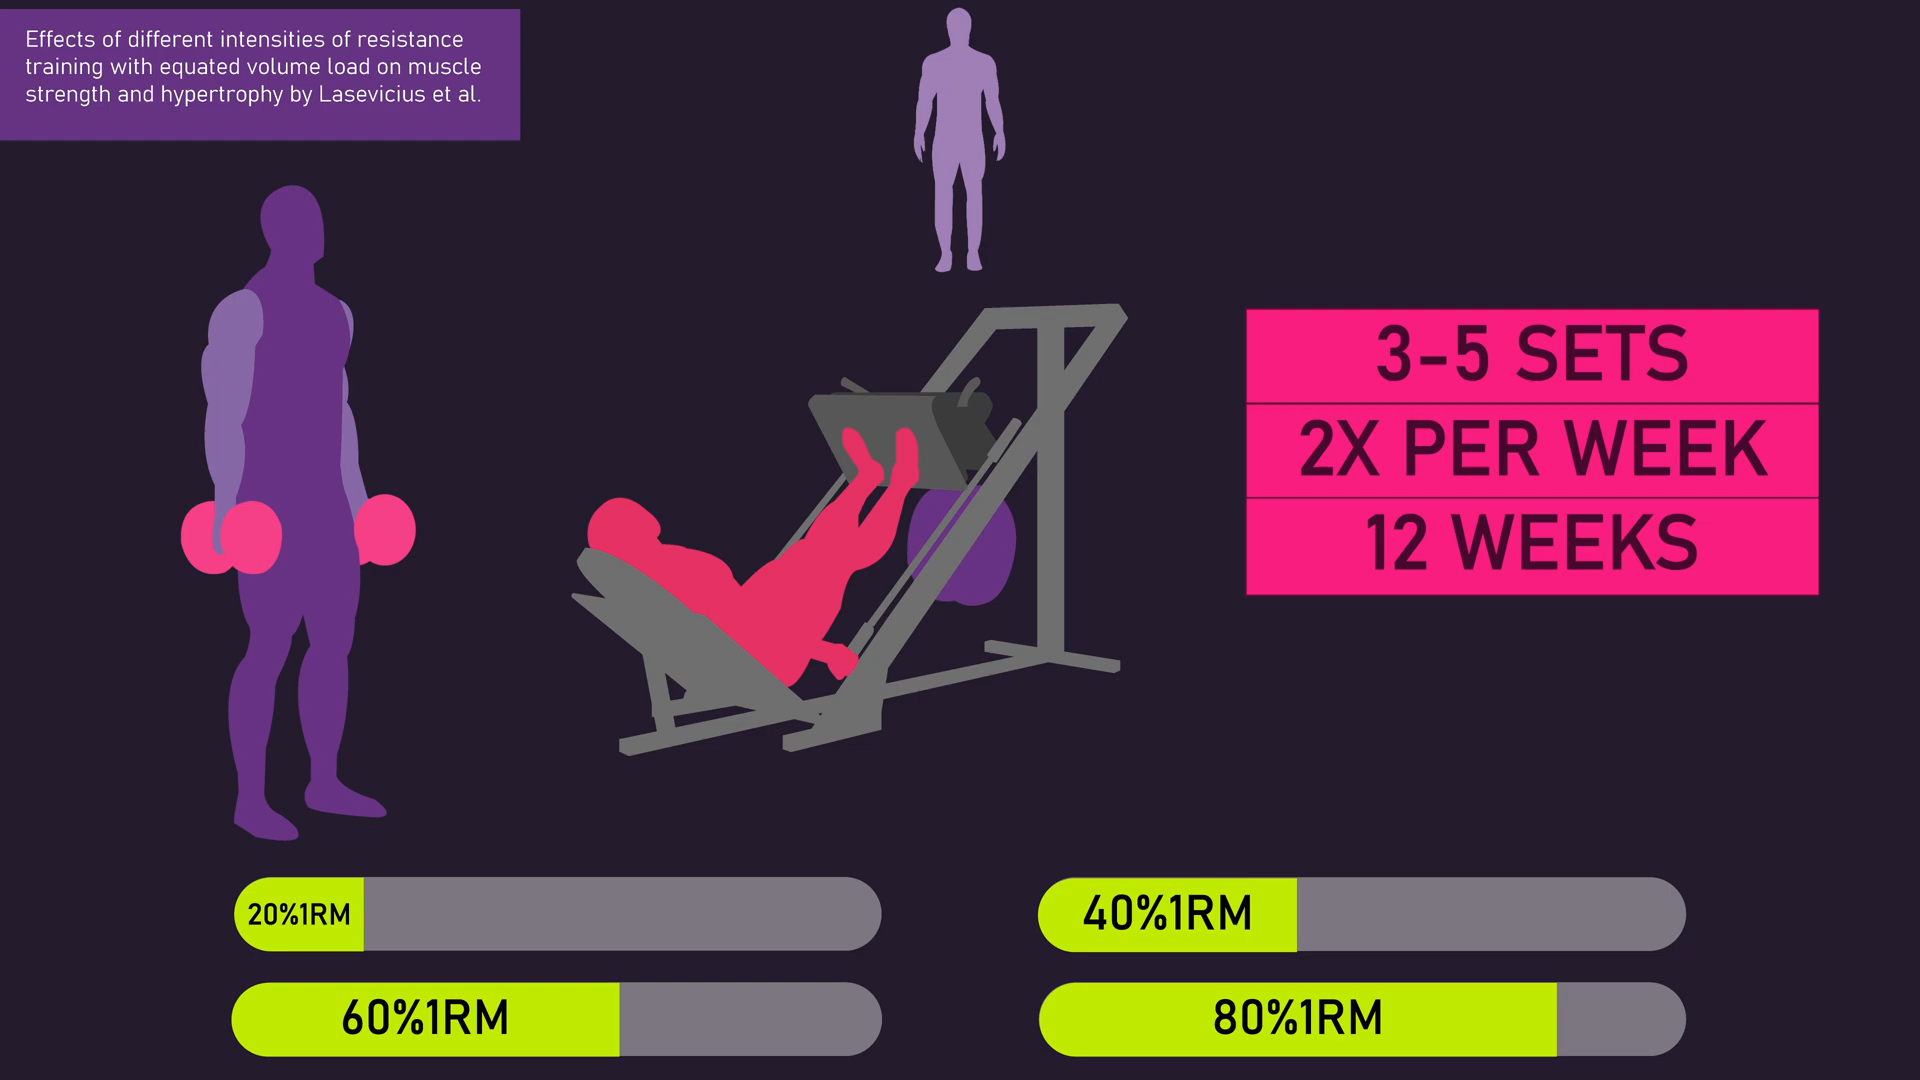 Effects of different intensities of resistance
training with equated volume load on muscle
strength and hypertrophy by Lasevicius et al.
3-5 SETS
2X PER WEEK
12 WEEKS
20%1RM
40%1RM
60%1RM
80%1RM